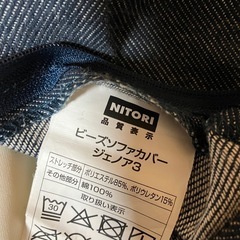 NITORI
品質表示
ビーズソファカバー
ジェノア3
ストレッチ部分 ポリエステル85%、ポリウレタン15%
その他部分 綿100%
取り扱い表示
30